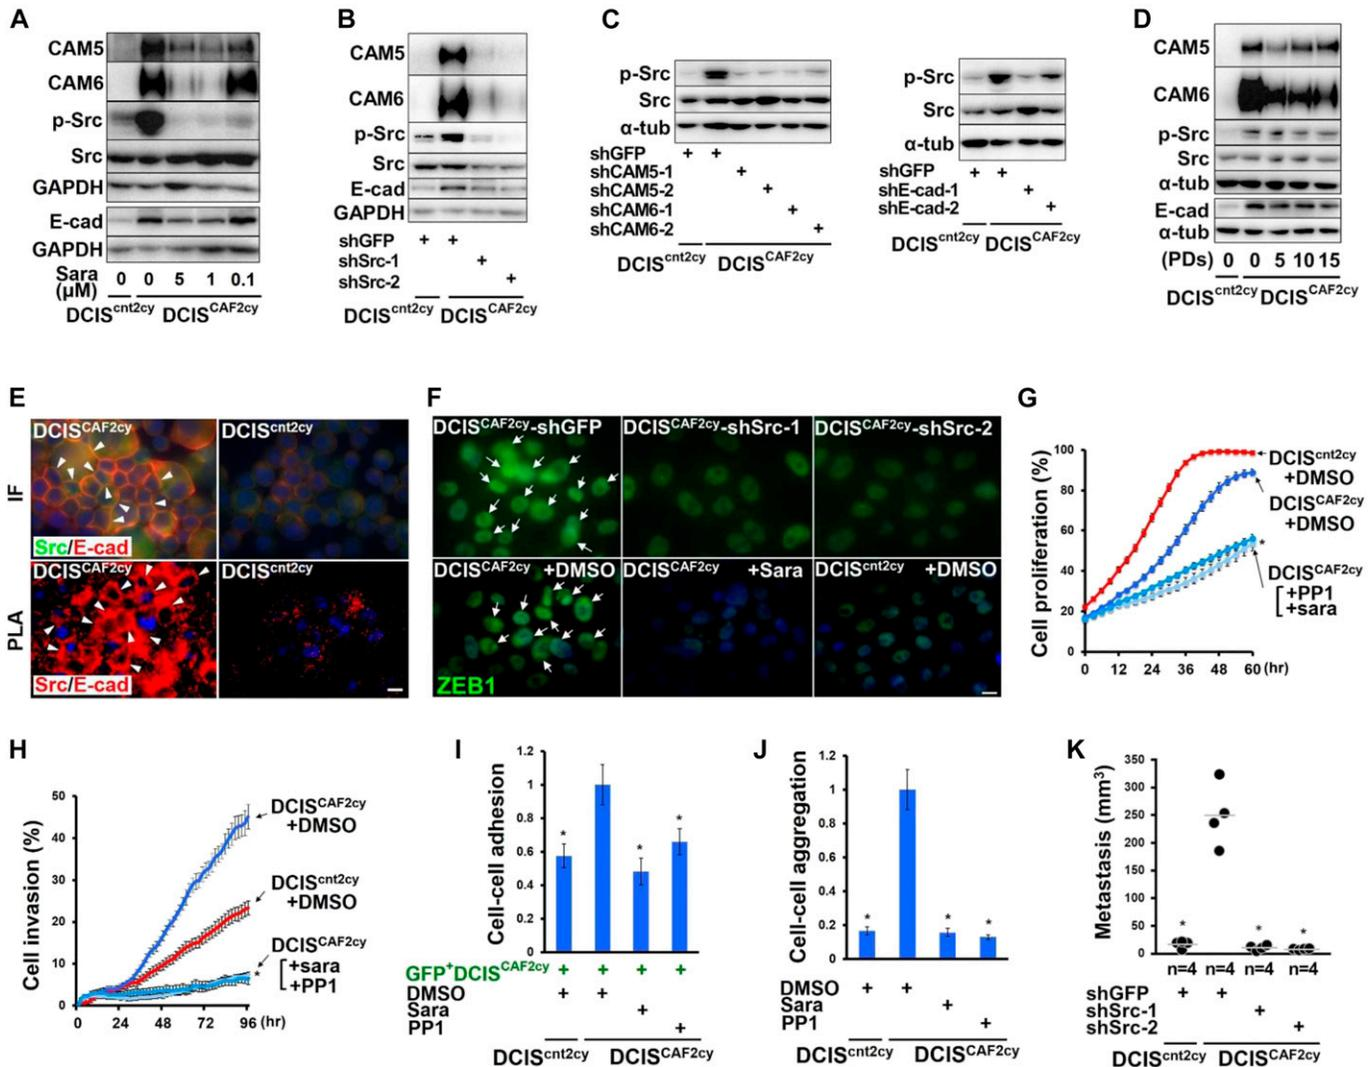 A
CAM5
CAM6
p-Src
Src
GAPDH
E-cad
GAPDH
Sara (μM) 0 0 5 1 0.1
DCIScnt2cy DCISCAF2cy
B
CAM5
CAM6
p-Src
Src
E-cad
GAPDH
shGFP + +
shSrc-1 +
shSrc-2 +
DCIScnt2cy DCISCAF2cy
C
p-Src
Src
α-tub
shGFP + +
shCAM5-1 +
shCAM5-2 +
shCAM6-1 +
shCAM6-2 +
DCIScnt2cy DCISCAF2cy
p-Src
Src
α-tub
shGFP + +
shE-cad-1 +
shE-cad-2 +
DCIScnt2cy DCISCAF2cy
D
CAM5
CAM6
p-Src
Src
α-tub
E-cad
α-tub
(PDs) 0 0 5 10 15
DCIScnt2cy DCISCAF2cy
E
IF
DCISCAF2cy DCIScnt2cy
Src/E-cad
PLA
DCISCAF2cy DCIScnt2cy
Src/E-cad
F
DCISCAF2cy-shGFP DCISCAF2cy-shSrc-1 DCISCAF2cy-shSrc-2
DCISCAF2cy +DMSO DCISCAF2cy +Sara DCIScnt2cy +DMSO
ZEB1
G
Cell proliferation (%)
100
80
60
40
20
0
0 12 24 36 48 60 (hr)
DCIScnt2cy
+DMSO
DCISCAF2cy
+DMSO
*
DCISCAF2cy
+PP1
+sara
H
Cell invasion (%)
50
40
30
20
10
0
0 24 48 72 96 (hr)
DCISCAF2cy
+DMSO
DCIScnt2cy
+DMSO
DCISCAF2cy
*
+sara
+PP1
I
Cell-cell adhesion
1.2
1
0.8
0.6
0.4
0.2
0
* * *
GFP+DCISCAF2cy + + + +
DMSO + +
Sara +
PP1 +
DCIScnt2cy DCISCAF2cy
J
Cell-cell aggregation
1.2
1
0.8
0.6
0.4
0.2
0
* * *
DMSO + +
Sara +
PP1 +
DCIScnt2cy DCISCAF2cy
K
Metastasis (mm3)
350
300
250
200
150
100
50
0
* * *
n=4 n=4 n=4 n=4
shGFP + +
shSrc-1 +
shSrc-2 +
DCIScnt2cy DCISCAF2cy